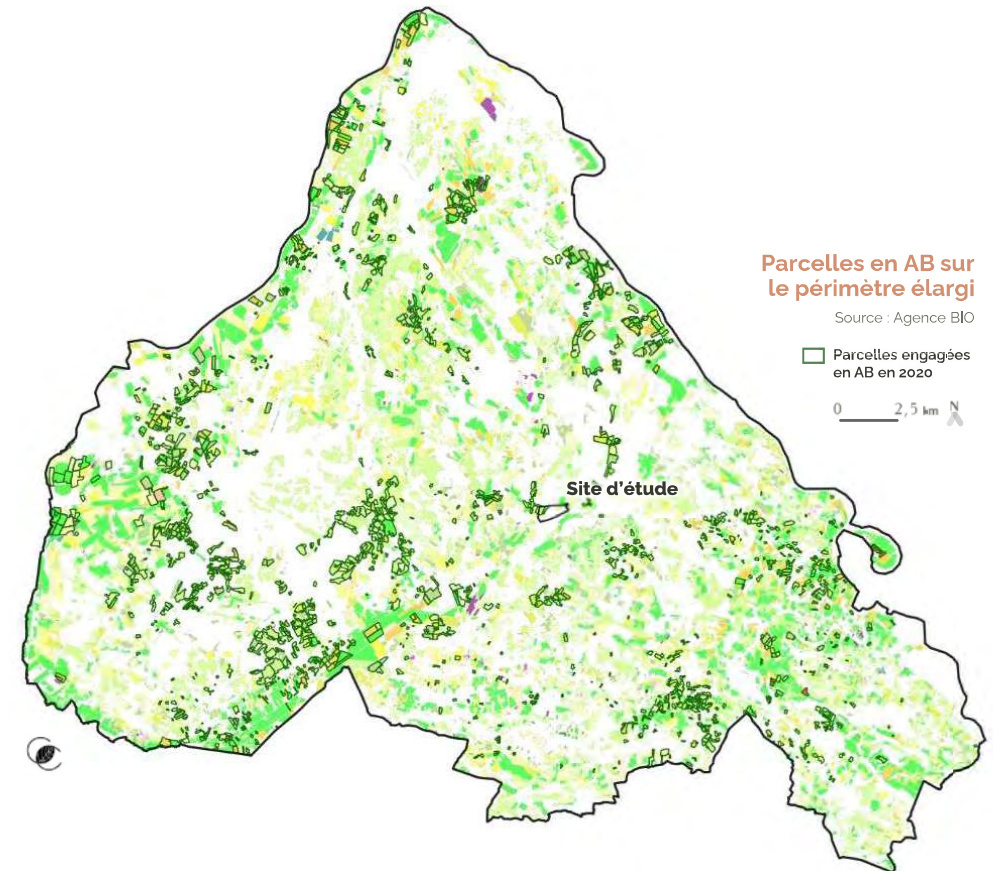 Parcelles en AB sur
le périmètre élargi
Source : Agence BIO
Parcelles engagées
en AB en 2020
0 2,5 km N
Site d'étude